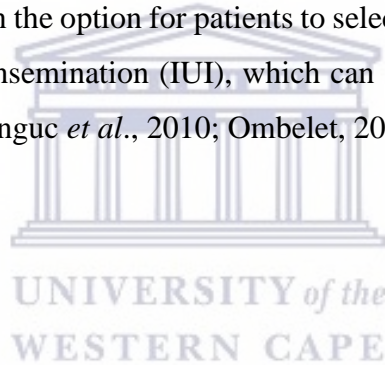 the option for patients to selec
nsemination (IUI), which can
nguc et al., 2010; Ombelet, 20
UNIVERSITY of the
WESTERN CAPE